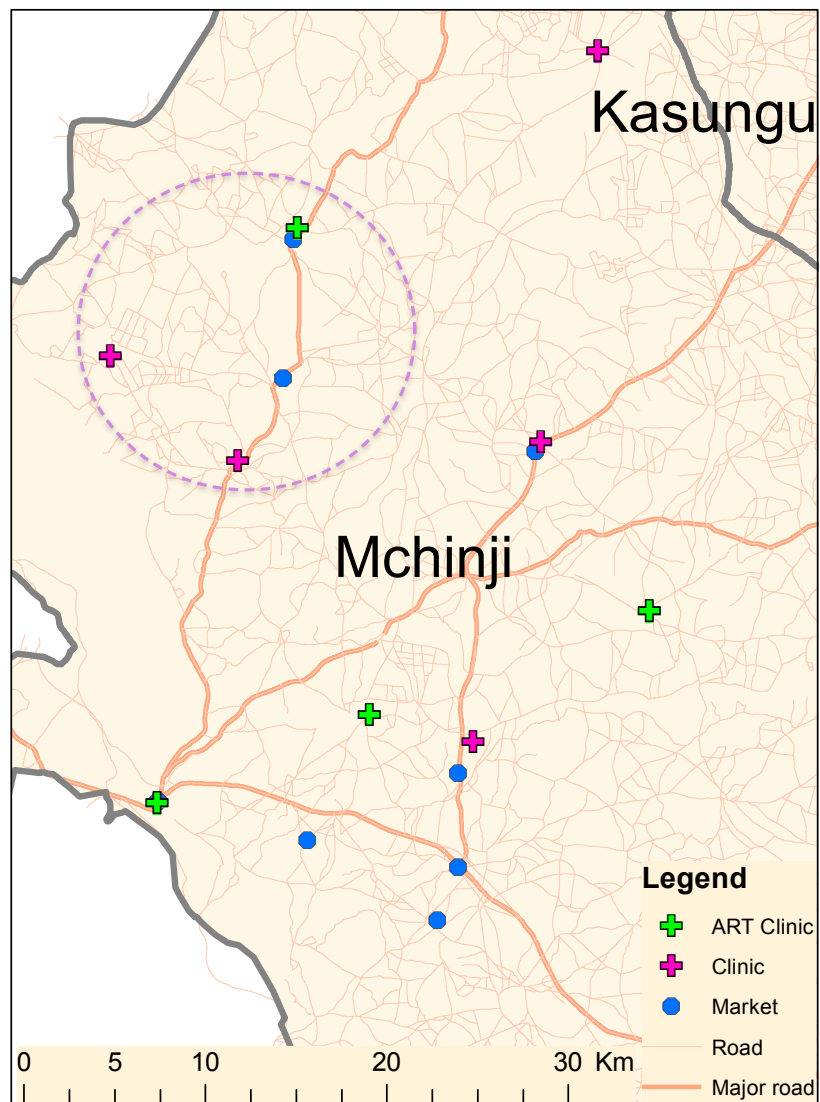 Kasungu
Mchinji
Legend
ART Clinic
Clinic
Market
Road
Major road
0 5 10 20 30 Km